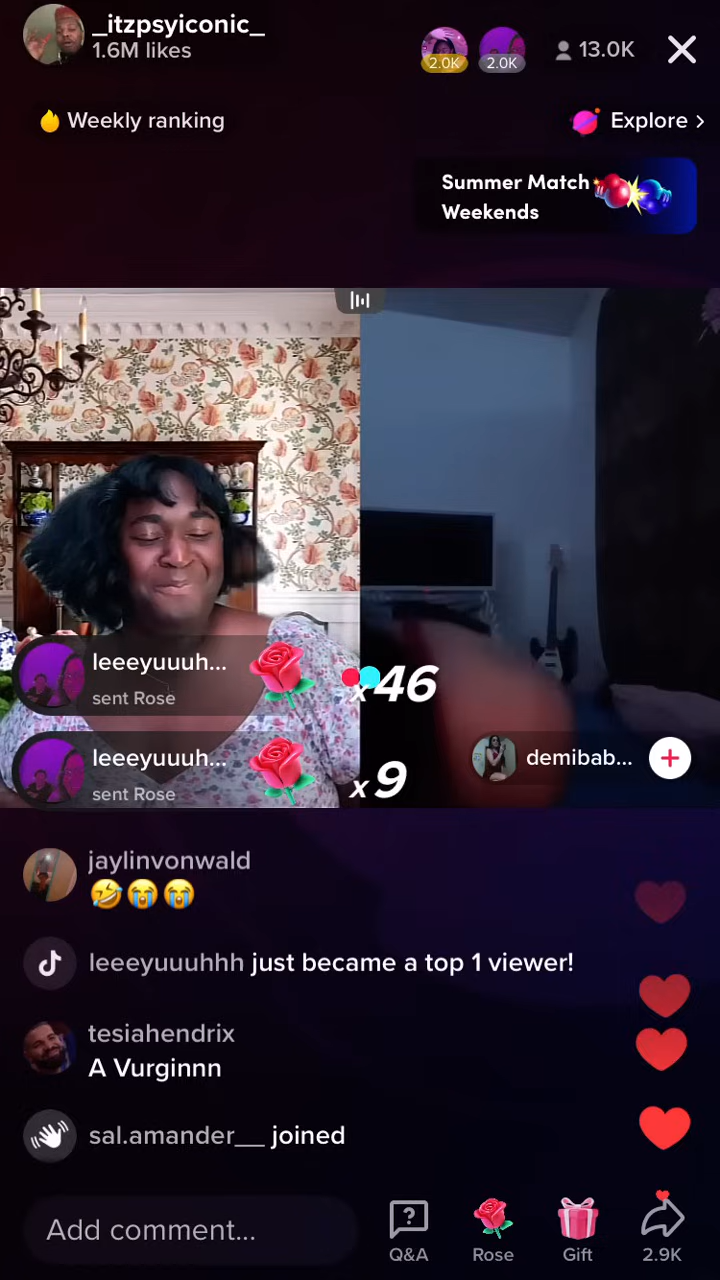 _itzpsyiconic_
1.6M likes
2.0K
2.0K
13.0K
Weekly ranking
Explore >
Summer Match
Weekends
leeeyuuuh...
sent Rose
x46
leeeyuuuh...
sent Rose
x9
demibab...
jaylinvonwald
🤣😭😭
leeeyuuuhhh just became a top 1 viewer!
tesiahendrix
A Vurginnn
sal.amander__ joined
Add comment...
Q&A
Rose
Gift
2.9K